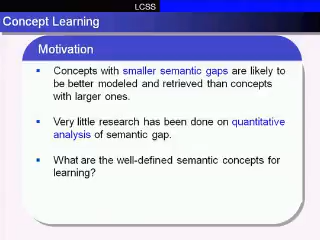 LCSS
Concept Learning
Motivation
Concepts with smaller semantic gaps are likely to
be better modeled and retrieved than concepts
with larger ones.
Very little research has been done on quantitative
analysis of semantic gap.
What are the well-defined semantic concepts for
learning?